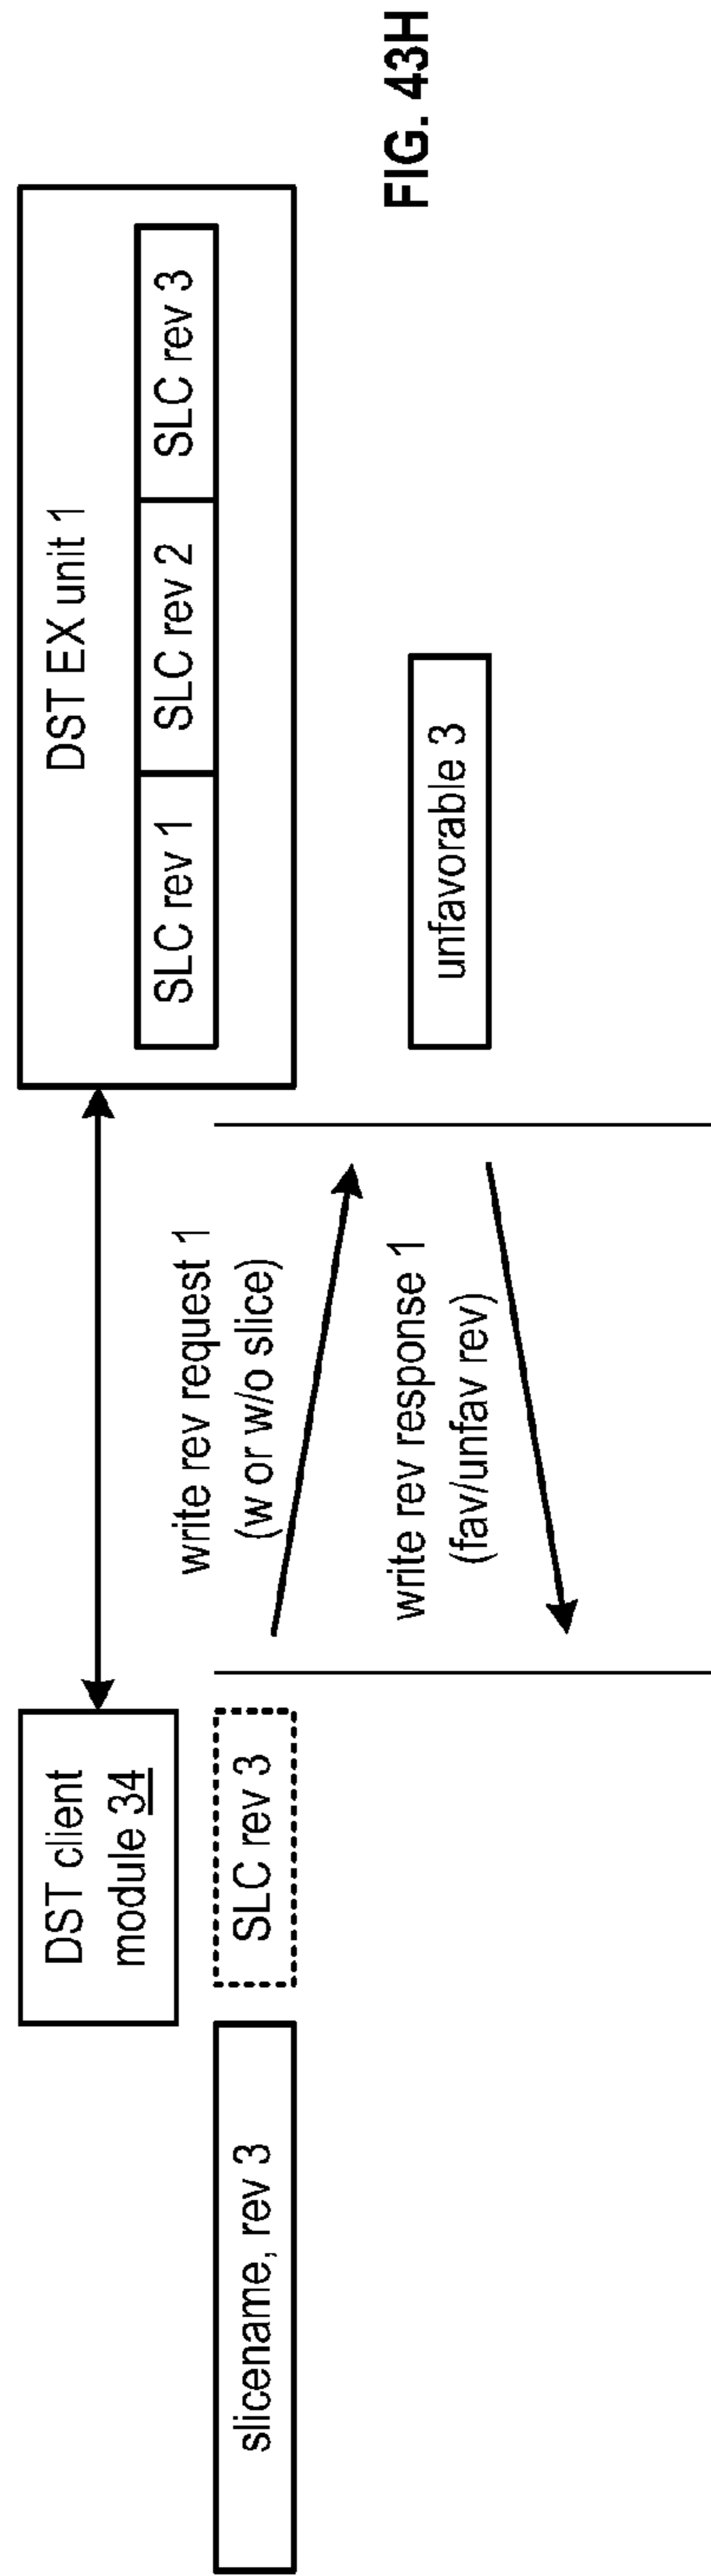 DST client
module 34
DST EX unit 1
SLC rev 1
SLC rev 2
SLC rev 3
slicename, rev 3
SLC rev 3
write rev request 1
(w or w/o slice)
write rev response 1
(fav/unfav rev)
unfavorable 3
FIG. 43H